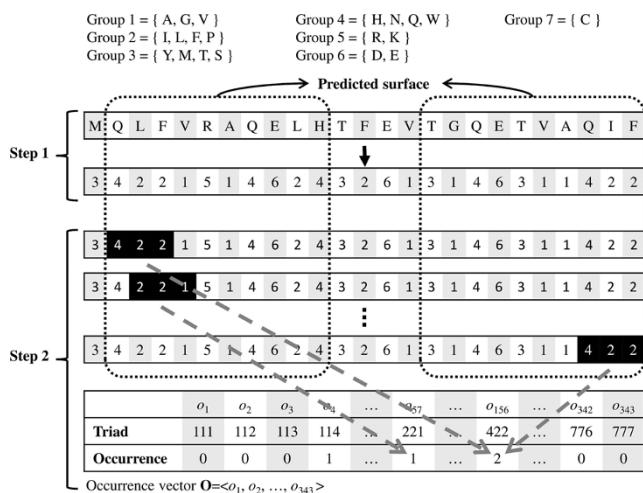 Group 1 = { A, G, V } Group 4 = { H, N, Q, W } Group 7 = { C }
Group 2 = { I, L, F, P } Group 5 = { R, K }
Group 3 = { Y, M, T, S } Group 6 = { D, E }
Predicted surface
M Q L F V R A Q E L H T F E V T G Q E T V A Q I F
Step 1
3 4 2 2 1 5 1 4 6 2 4 3 2 6 1 3 1 4 6 3 1 1 4 2 2
3 4 2 2 1 5 1 4 6 2 4 3 2 6 1 3 1 4 6 3 1 1 4 2 2
3 4 2 2 1 5 1 4 6 2 4 3 2 6 1 3 1 4 6 3 1 1 4 2 2
Step 2
3 4 2 2 1 5 1 4 6 2 4 3 2 6 1 3 1 4 6 3 1 1 4 2 2
o1 o2 o3 o4 ... o57 ... o156 ... o342 o343
Triad 111 112 113 114 ... 221 ... 422 ... 776 777
Occurrence 0 0 0 1 ... 1 ... 2 ... 0 0
Occurrence vector O=<o1, o2, ..., o343>